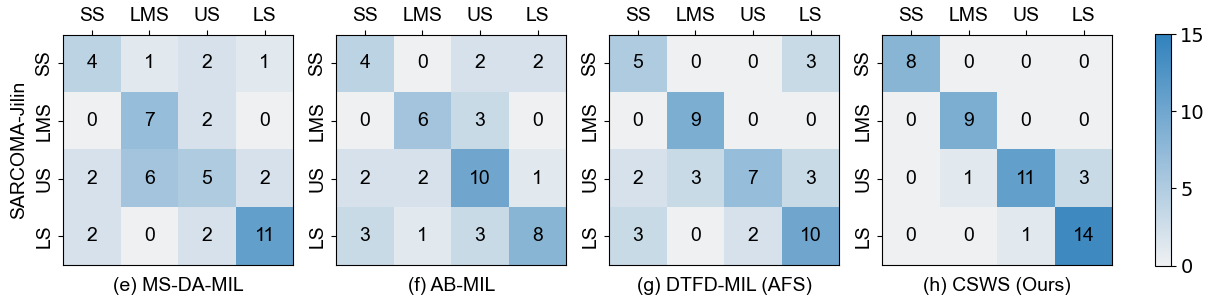 SS LMS US LS SS LMS US LS SS LMS US LS SS LMS US LS
SARCOMA-Jilin
SS 4 1 2 1 SS 4 0 2 2 SS 5 0 0 3 SS 8 0 0 0 15
LMS 0 7 2 0 LMS 0 6 3 0 LMS 0 9 0 0 LMS 0 9 0 0 10
US 2 6 5 2 US 2 2 10 1 US 2 3 7 3 US 0 1 11 3 5
LS 2 0 2 11 LS 3 1 3 8 LS 3 0 2 10 LS 0 0 1 14 0
(e) MS-DA-MIL (f) AB-MIL (g) DTFD-MIL (AFS) (h) CSWS (Ours)